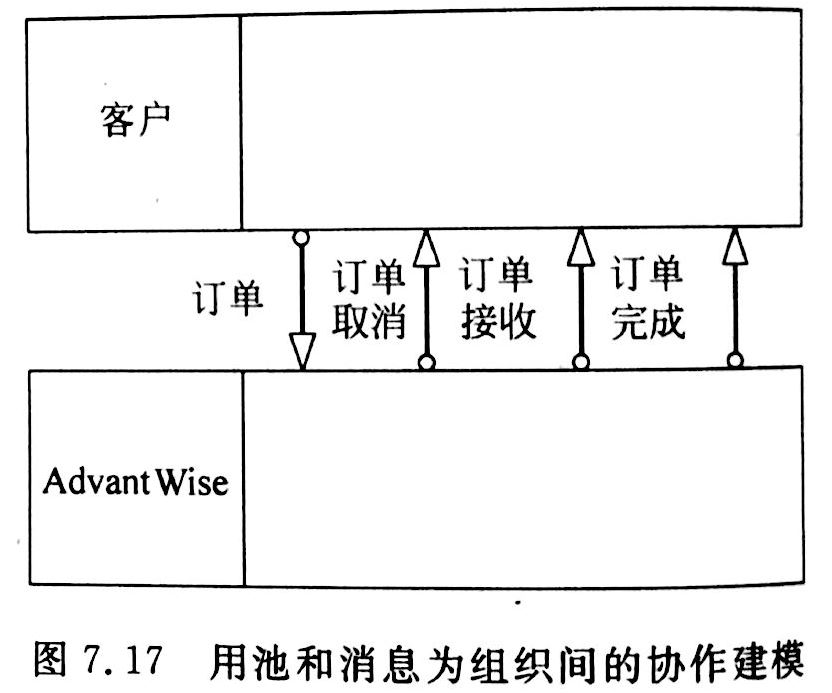 客户
订单
订单
取消
订单
接收
订单
完成
AdvantWise
图 7.17 用池和消息为组织间的协作建模